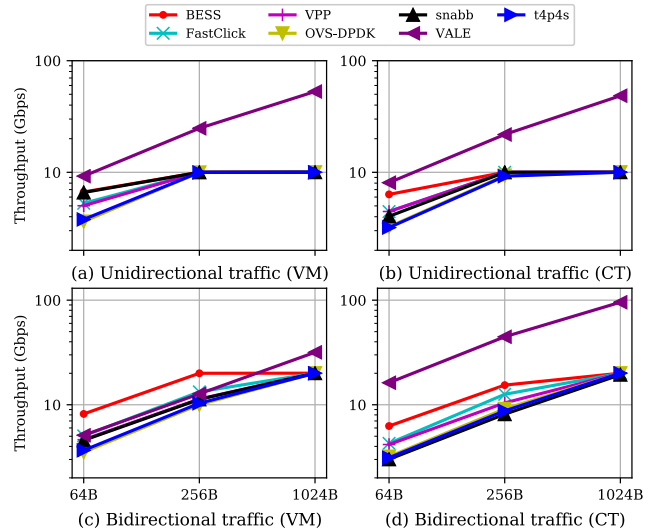 BESS VPP snabb t4p4s
FastClick OVS-DPDK VALE
100
10
Throughput (Gbps)
(a) Unidirectional traffic (VM)
100
10
(b) Unidirectional traffic (CT)
100
10
Throughput (Gbps)
64B 256B 1024B
(c) Bidirectional traffic (VM)
100
10
64B 256B 1024B
(d) Bidirectional traffic (CT)